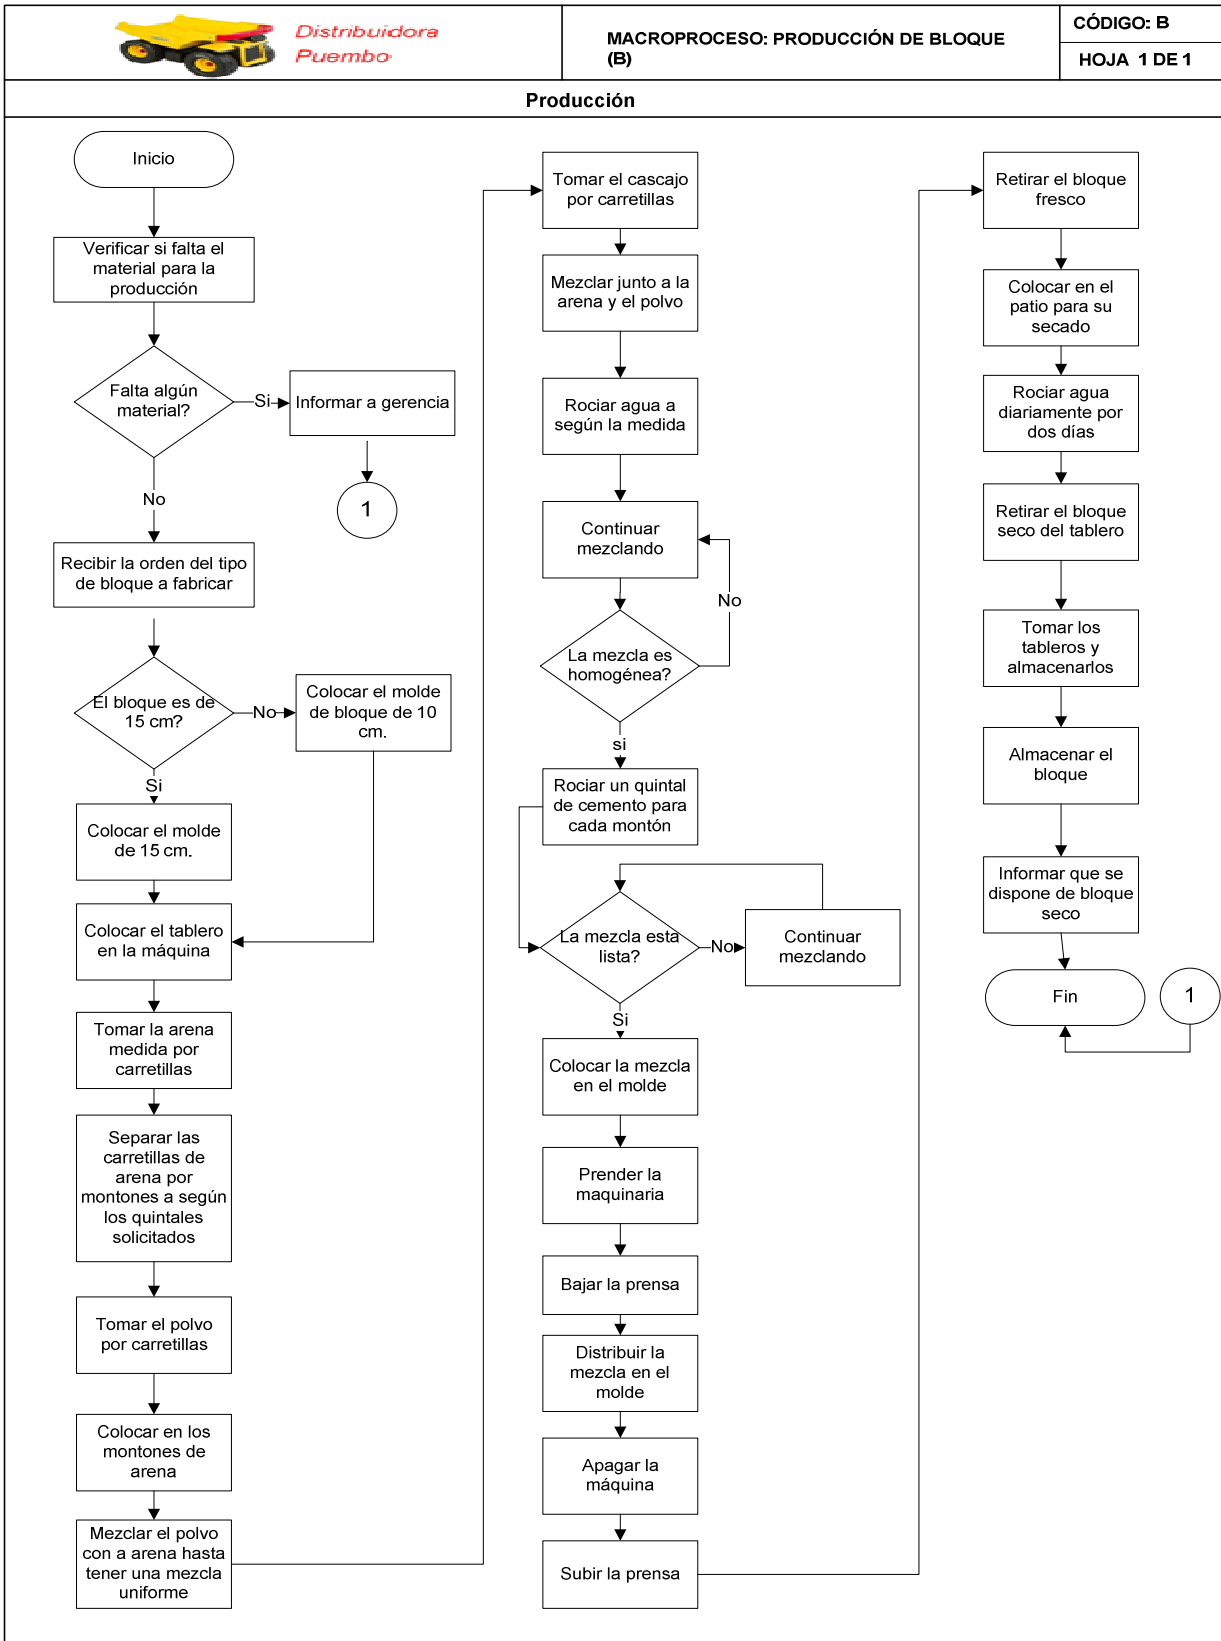 Distribuidora
Puembo
MACROPROCESO: PRODUCCIÓN DE BLOQUE
(B)
CÓDIGO: B
HOJA 1 DE 1
Producción
Inicio
Verificar si falta el
material para la
producción
Falta algún
material?
Si
Informar a gerencia
1
No
Recibir la orden del tipo
de bloque a fabricar
El bloque es de
15 cm?
No
Colocar el molde
de bloque de 10
cm.
Si
Colocar el molde
de 15 cm.
Colocar el tablero
en la máquina
Tomar la arena
medida por
carretillas
Separar las
carretillas de
arena por
montones a según
los quintales
solicitados
Tomar el polvo
por carretillas
Colocar en los
montones de
arena
Mezclar el polvo
con a arena hasta
tener una mezcla
uniforme
Tomar el cascajo
por carretillas
Mezclar junto a la
arena y el polvo
Rociar agua a
según la medida
Continuar
mezclando
No
La mezcla es
homogénea?
si
Rociar un quintal
de cemento para
cada montón
La mezcla esta
lista?
No
Continuar
mezclando
Si
Colocar la mezcla
en el molde
Prender la
maquinaria
Bajar la prensa
Distribuir la
mezcla en el
molde
Apagar la
máquina
Subir la prensa
Retirar el bloque
fresco
Colocar en el
patio para su
secado
Rociar agua
diariamente por
dos días
Retirar el bloque
seco del tablero
Tomar los
tableros y
almacenarlos
Almacenar el
bloque
Informar que se
dispone de bloque
seco
Fin
1